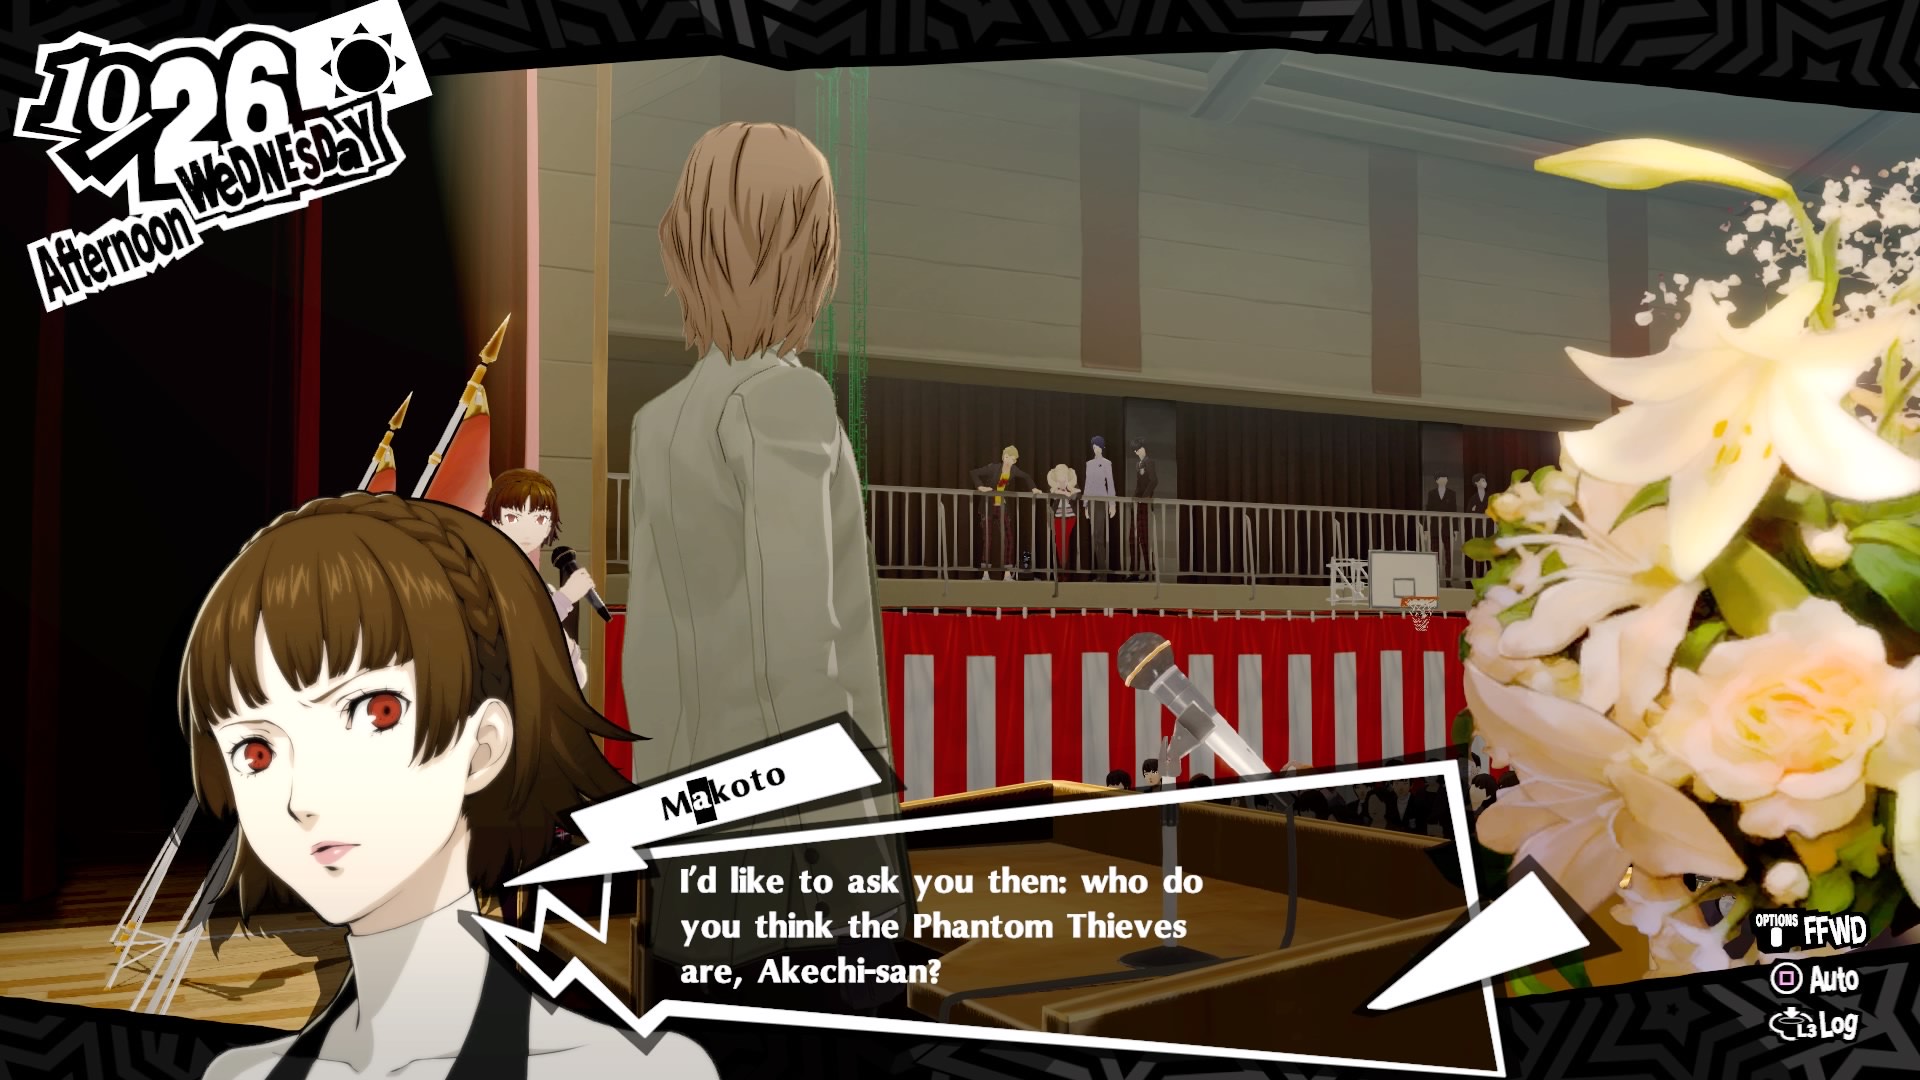 10/26
WeDNESDaY
Afternoon
Makoto
I'd like to ask you then: who do
you think the Phantom Thieves
are, Akechi-san?
OPTIONS FFWD
Auto
L3 Log